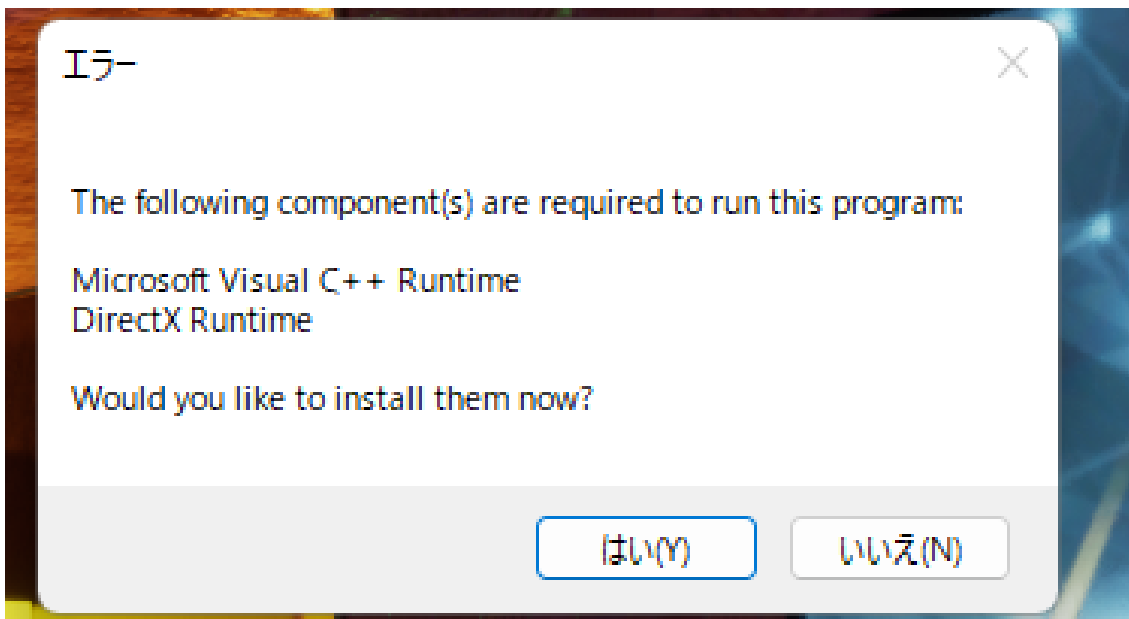 エラー
The following component(s) are required to run this program:
Microsoft Visual C++ Runtime
DirectX Runtime
Would you like to install them now?
はい(Y)
いいえ(N)